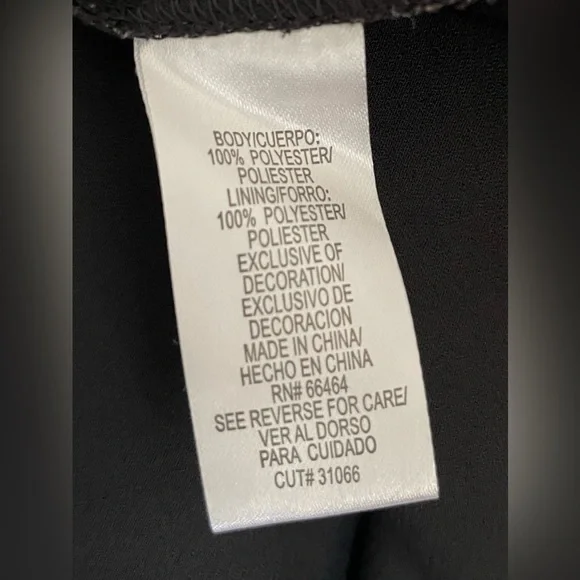 BODY/CUERPO:
100% POLYESTER/
POLIESTER
LINING/FORRO:
100% POLYESTER/
POLIESTER
EXCLUSIVE OF
DECORATION/
EXCLUSIVO DE
DECORACION
MADE IN CHINA/
HECHO EN CHINA
RN# 66464
SEE REVERSE FOR CARE/
VER AL DORSO
PARA CUIDADO
CUT# 31066